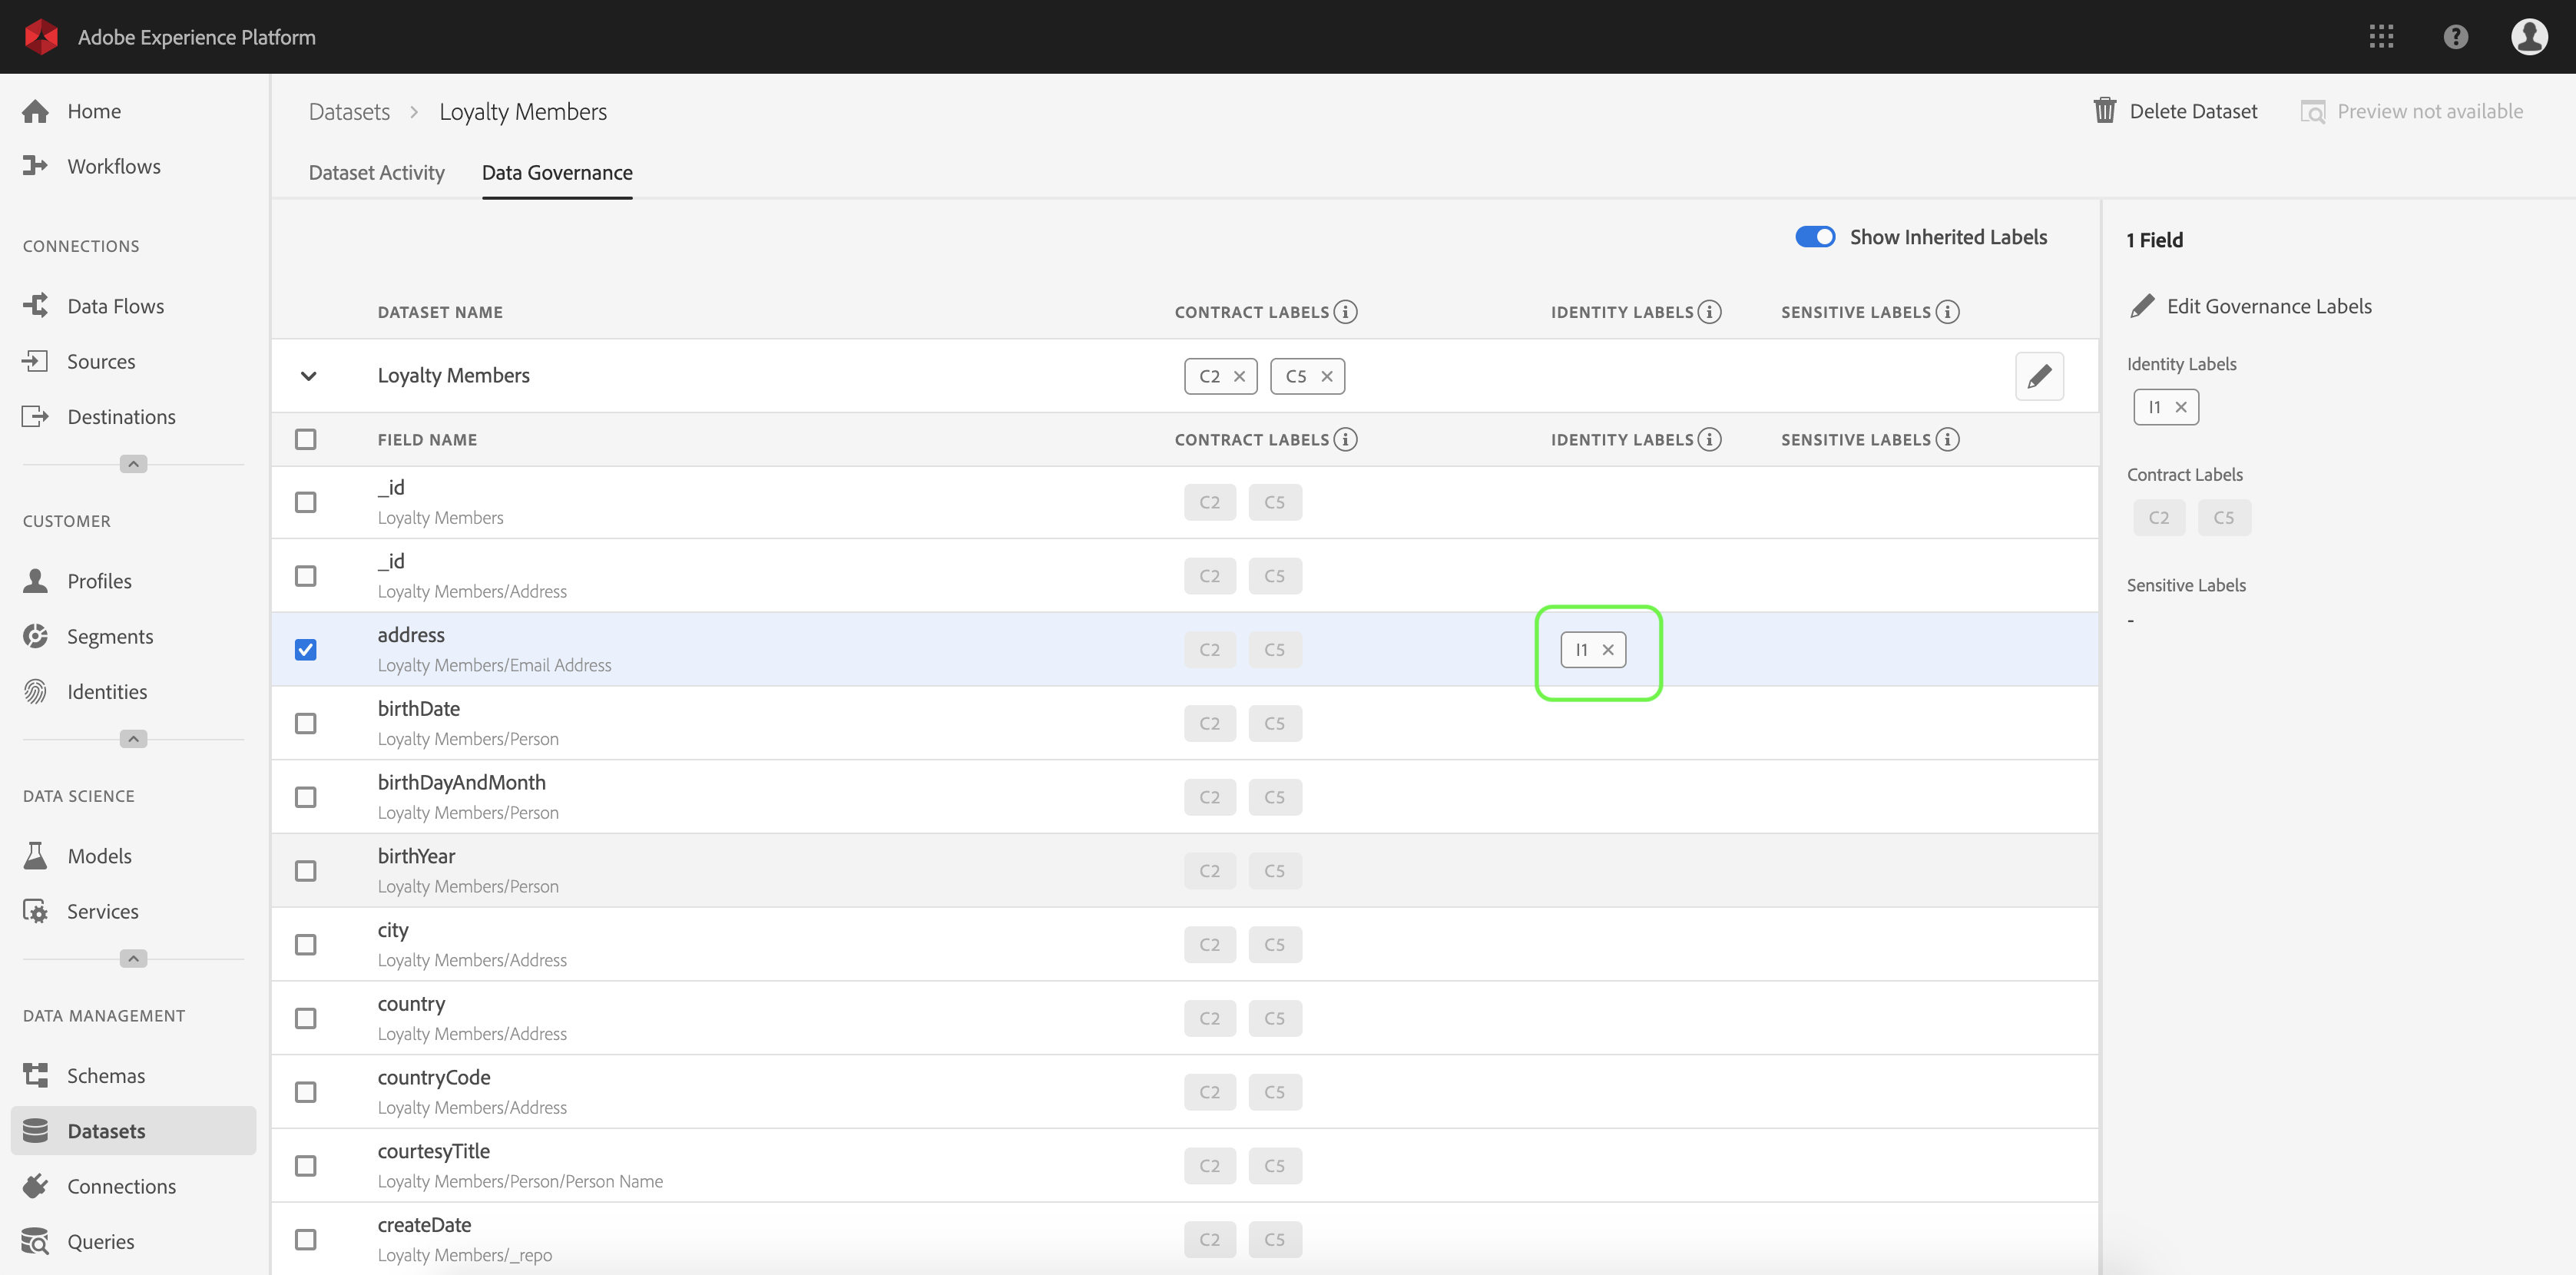 Adobe Experience Platform
Home
Workflows
CONNECTIONS
Data Flows
Sources
Destinations
CUSTOMER
Profiles
Segments
Identities
DATA SCIENCE
Models
Services
DATA MANAGEMENT
Schemas
Datasets
Connections
Queries
Datasets > Loyalty Members
Delete Dataset
Preview not available
Dataset Activity Data Governance
Show Inherited Labels
DATASET NAME CONTRACT LABELS IDENTITY LABELS SENSITIVE LABELS
Loyalty Members C2 × C5 ×
FIELD NAME CONTRACT LABELS IDENTITY LABELS SENSITIVE LABELS
_id
Loyalty Members
C2 C5
_id
Loyalty Members/Address
C2 C5
address
Loyalty Members/Email Address
C2 C5 I1 ×
birthDate
Loyalty Members/Person
C2 C5
birthDayAndMonth
Loyalty Members/Person
C2 C5
birthYear
Loyalty Members/Person
C2 C5
city
Loyalty Members/Address
C2 C5
country
Loyalty Members/Address
C2 C5
countryCode
Loyalty Members/Address
C2 C5
courtesyTitle
Loyalty Members/Person/Person Name
C2 C5
createDate
Loyalty Members/_repo
C2 C5
1 Field
Edit Governance Labels
Identity Labels
I1 ×
Contract Labels
C2 C5
Sensitive Labels
-